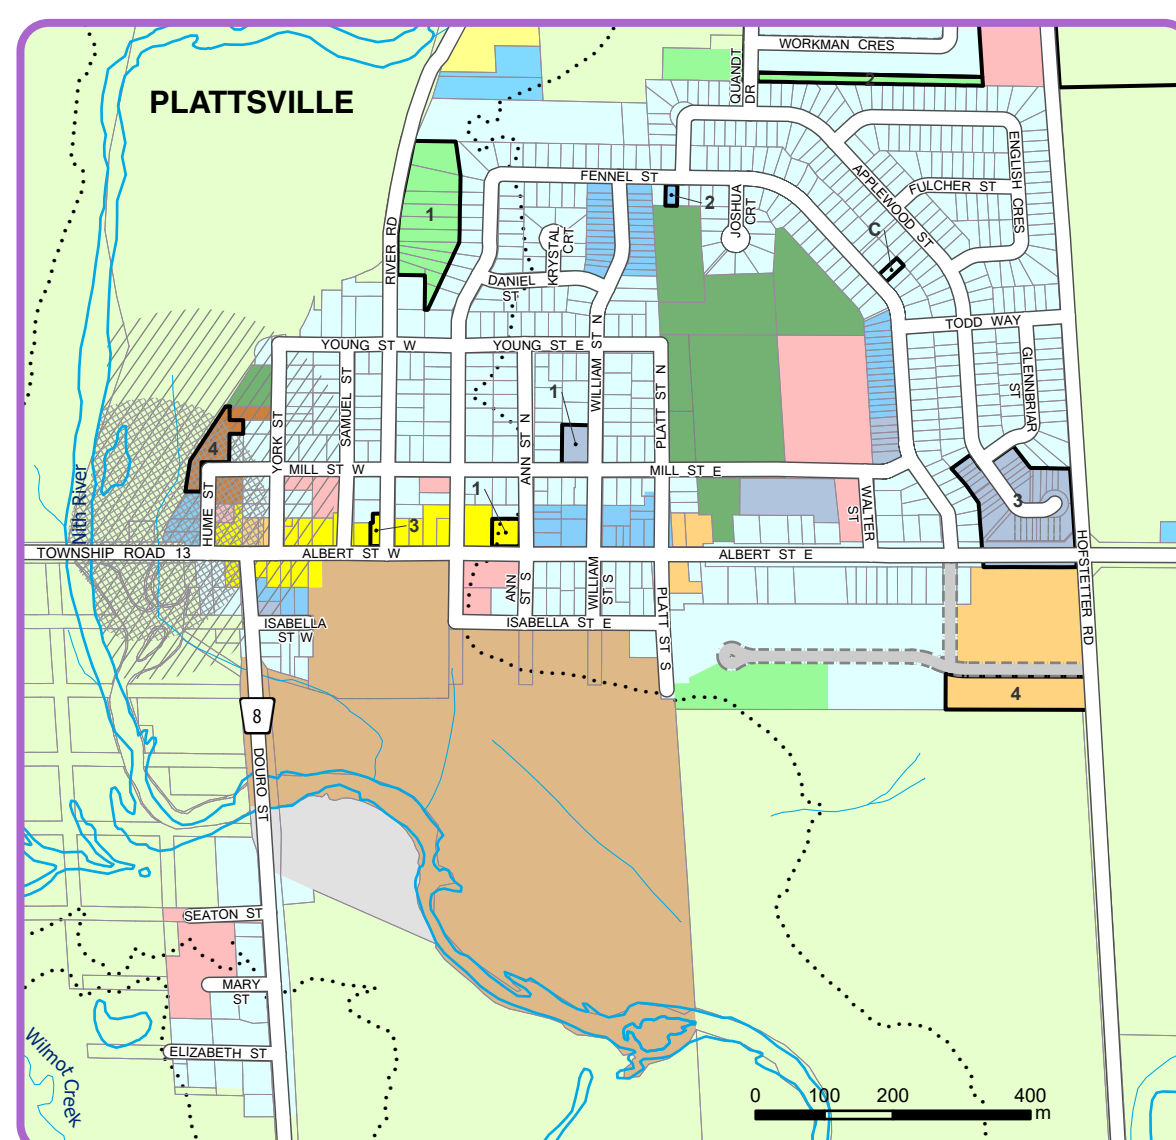 WORKMAN CRES
2
QUANDT
DR
PLATTSVILLE
ENGLISH
CRES
APPLEWOOD ST
FULCHER ST
FENNEL ST
2
1
JOSHUA
CRT
C
RIVER RD
KRYSTAL
CRT
DANIEL
ST
TODD WAY
YOUNG ST W
YOUNG ST E
WILLIAM ST N
GLENNBRIAR
ST
SAMUEL ST
PLATT ST N
1
YORK ST
ANN ST N
4
MILL ST W
MILL ST E
HUME ST
Nith River
1
3
WALTER
ST
3
TOWNSHIP ROAD 13
ALBERT ST W
ALBERT ST E
HOFSTETTER RD
ANN
ST S
WILLIAM
ST S
PLATT ST S
ISABELLA
ST W
ISABELLA ST E
4
8
DOURO ST
SEATON ST
MARY
ST
ELIZABETH ST
Wilmot Creek
0 100 200 400
m